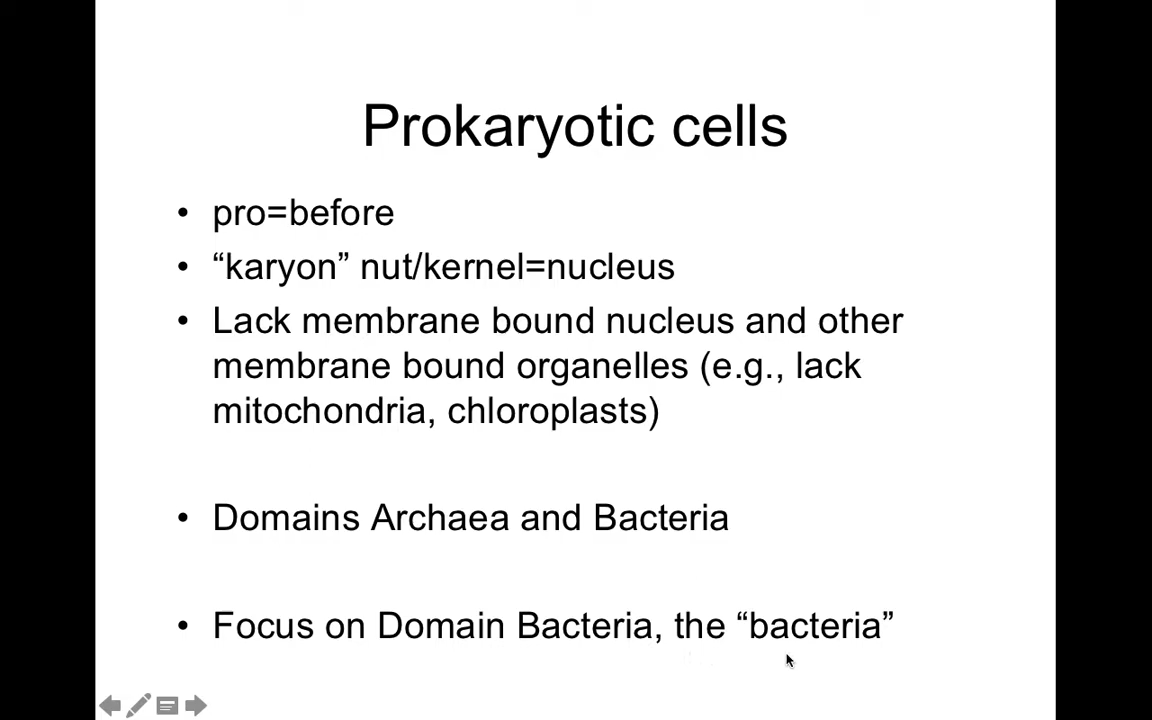 Prokaryotic cells
• pro=before
• “karyon” nut/kernel=nucleus
• Lack membrane bound nucleus and other
membrane bound organelles (e.g., lack
mitochondria, chloroplasts)
• Domains Archaea and Bacteria
• Focus on Domain Bacteria, the “bacteria”